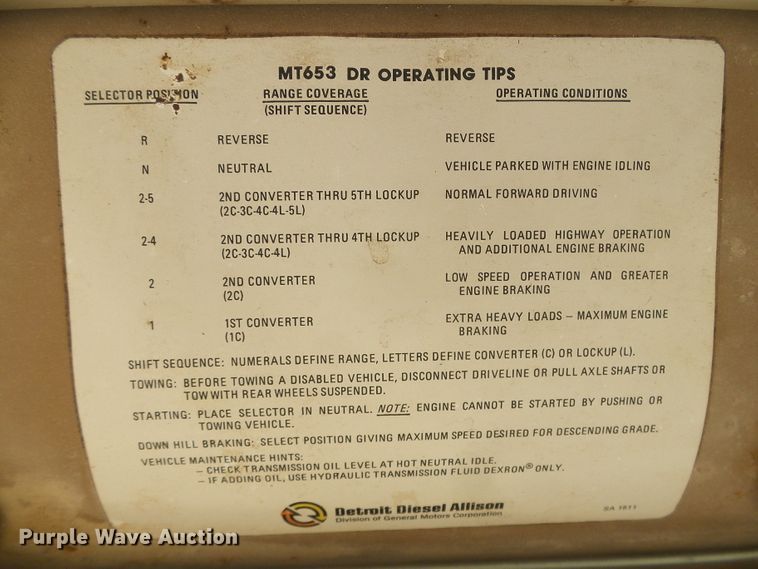 MT653 DR OPERATING TIPS
SELECTOR POSITION RANGE COVERAGE OPERATING CONDITIONS
(SHIFT SEQUENCE)
R REVERSE REVERSE
N NEUTRAL VEHICLE PARKED WITH ENGINE IDLING
2-5 2ND CONVERTER THRU 5TH LOCKUP NORMAL FORWARD DRIVING
(2C-3C-4C-4L-5L)
2-4 2ND CONVERTER THRU 4TH LOCKUP HEAVILY LOADED HIGHWAY OPERATION
(2C-3C-4C-4L) AND ADDITIONAL ENGINE BRAKING
2 2ND CONVERTER LOW SPEED OPERATION AND GREATER
(2C) ENGINE BRAKING
1 1ST CONVERTER EXTRA HEAVY LOADS – MAXIMUM ENGINE
(1C) BRAKING
SHIFT SEQUENCE: NUMERALS DEFINE RANGE, LETTERS DEFINE CONVERTER (C) OR LOCKUP (L).
TOWING: BEFORE TOWING A DISABLED VEHICLE, DISCONNECT DRIVELINE OR PULL AXLE SHAFTS OR
TOW WITH REAR WHEELS SUSPENDED.
STARTING: PLACE SELECTOR IN NEUTRAL. NOTE: ENGINE CANNOT BE STARTED BY PUSHING OR
TOWING VEHICLE.
DOWN HILL BRAKING: SELECT POSITION GIVING MAXIMUM SPEED DESIRED FOR DESCENDING GRADE.
VEHICLE MAINTENANCE HINTS:
– CHECK TRANSMISSION OIL LEVEL AT HOT NEUTRAL IDLE.
– IF ADDING OIL, USE HYDRAULIC TRANSMISSION FLUID DEXRON® ONLY.
Detroit Diesel Allison
Division of General Motors Corporation
SA 1611
Purple Wave Auction